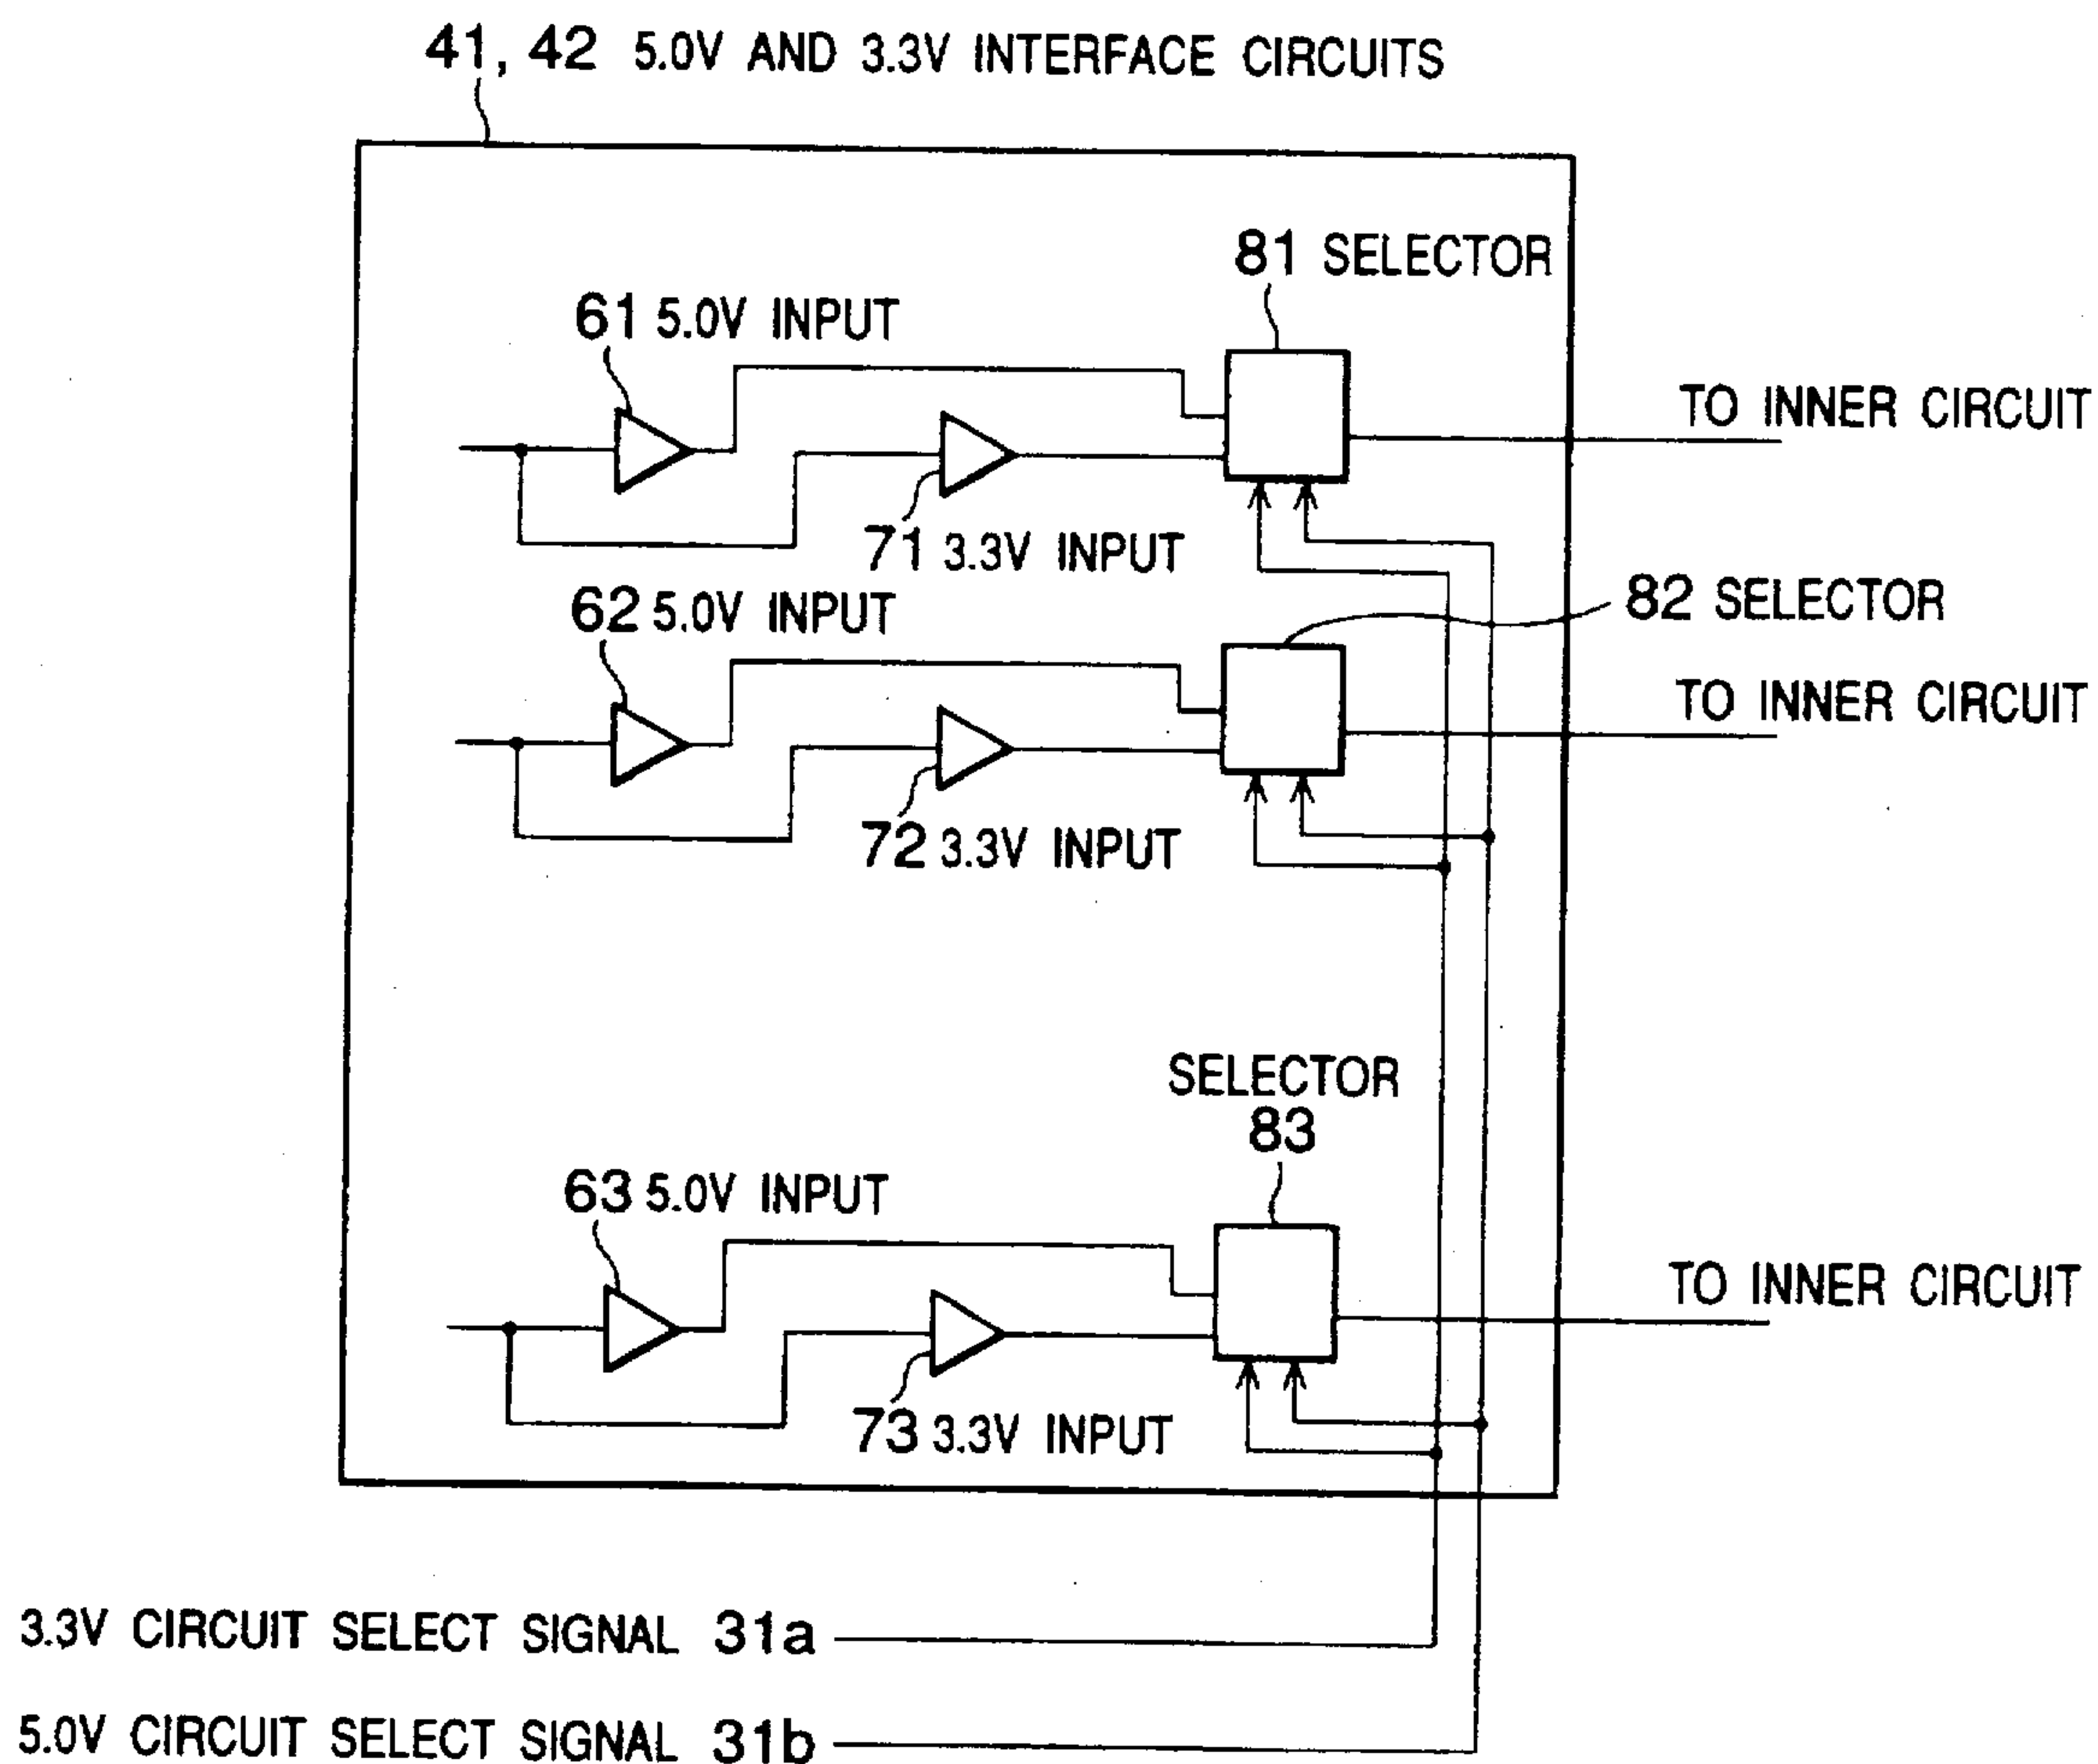 41, 42 5.0V AND 3.3V INTERFACE CIRCUITS
81 SELECTOR
61 5.0V INPUT
TO INNER CIRCUIT
71 3.3V INPUT
62 5.0V INPUT
82 SELECTOR
TO INNER CIRCUIT
72 3.3V INPUT
SELECTOR
83
63 5.0V INPUT
TO INNER CIRCUIT
73 3.3V INPUT
3.3V CIRCUIT SELECT SIGNAL 31a
5.0V CIRCUIT SELECT SIGNAL 31b